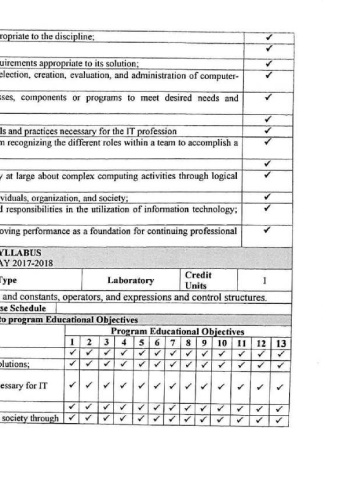 ropriate to the discipline; ✓
✓
uirements appropriate to its solution; ✓
election, creation, evaluation, and administration of computer- ✓
sses, components or programs to meet desired needs and ✓
✓
ls and practices necessary for the IT profession ✓
n recognizing the different roles within a team to accomplish a ✓
✓
y at large about complex computing activities through logical ✓
viduals, organization, and society; ✓
d responsibilities in the utilization of information technology; ✓
oving performance as a foundation for continuing professional ✓
YLLABUS
AY 2017-2018
Type Laboratory Credit Units 1
and constants, operators, and expressions and control structures.
se Schedule
to program Educational Objectives
Program Educational Objectives
1 2 3 4 5 6 7 8 9 10 11 12 13
✓ ✓ ✓ ✓ ✓ ✓ ✓ ✓ ✓ ✓ ✓ ✓ ✓
olutions; ✓ ✓ ✓ ✓ ✓ ✓ ✓ ✓ ✓ ✓ ✓ ✓ ✓
essary for IT ✓ ✓ ✓ ✓ ✓ ✓ ✓ ✓ ✓ ✓ ✓ ✓ ✓
✓ ✓ ✓ ✓ ✓ ✓ ✓ ✓ ✓ ✓ ✓ ✓ ✓
society through ✓ ✓ ✓ ✓ ✓ ✓ ✓ ✓ ✓ ✓ ✓ ✓ ✓